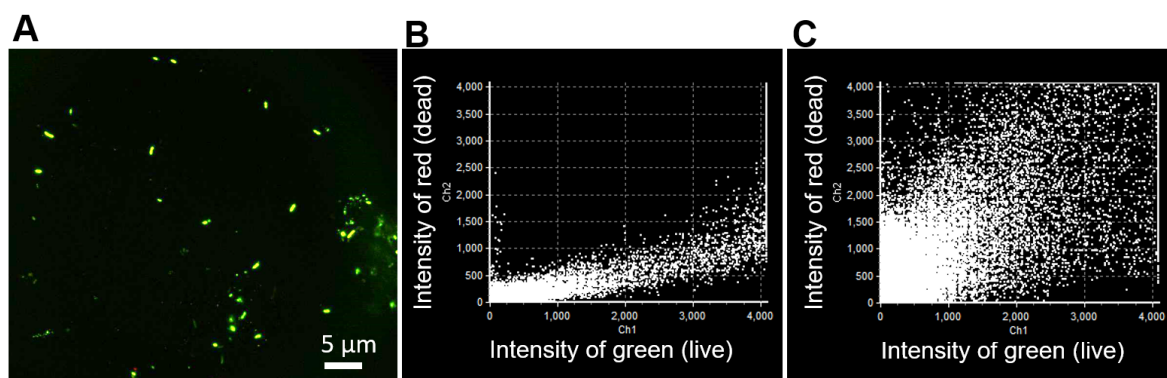 A
B
C
5 µm
Intensity of red (dead)
Ch2
4,000
3,500
3,000
2,500
2,000
1,500
1,000
500
0
0
1,000
2,000
3,000
4,000
Ch1
Intensity of green (live)
Intensity of red (dead)
Ch2
4,000
3,500
3,000
2,500
2,000
1,500
1,000
500
0
0
1,000
2,000
3,000
4,000
Ch1
Intensity of green (live)